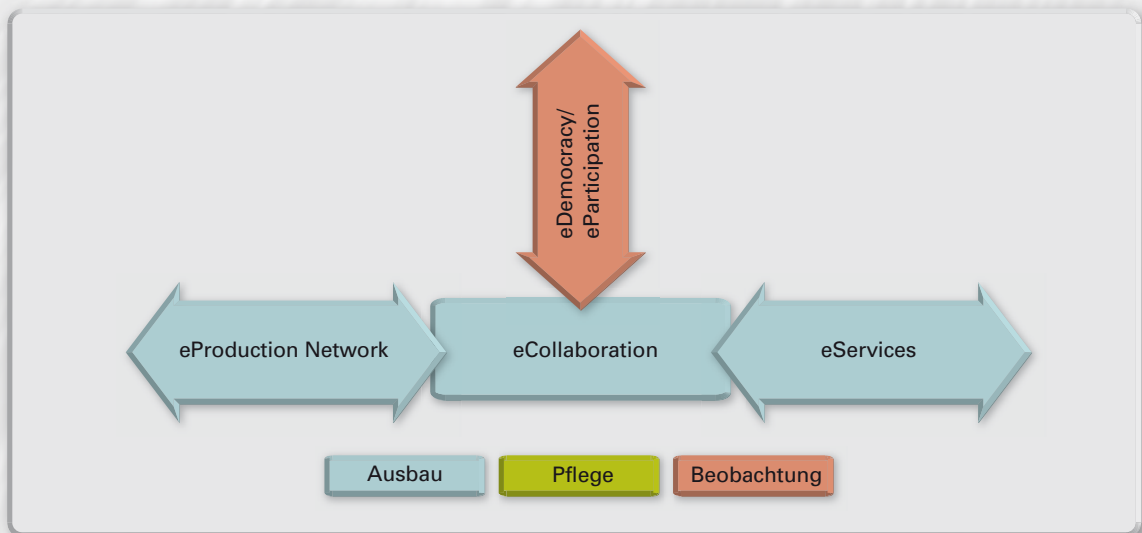 eDemocracy/
eParticipation
eProduction Network
eCollaboration
eServices
Ausbau
Pflege
Beobachtung